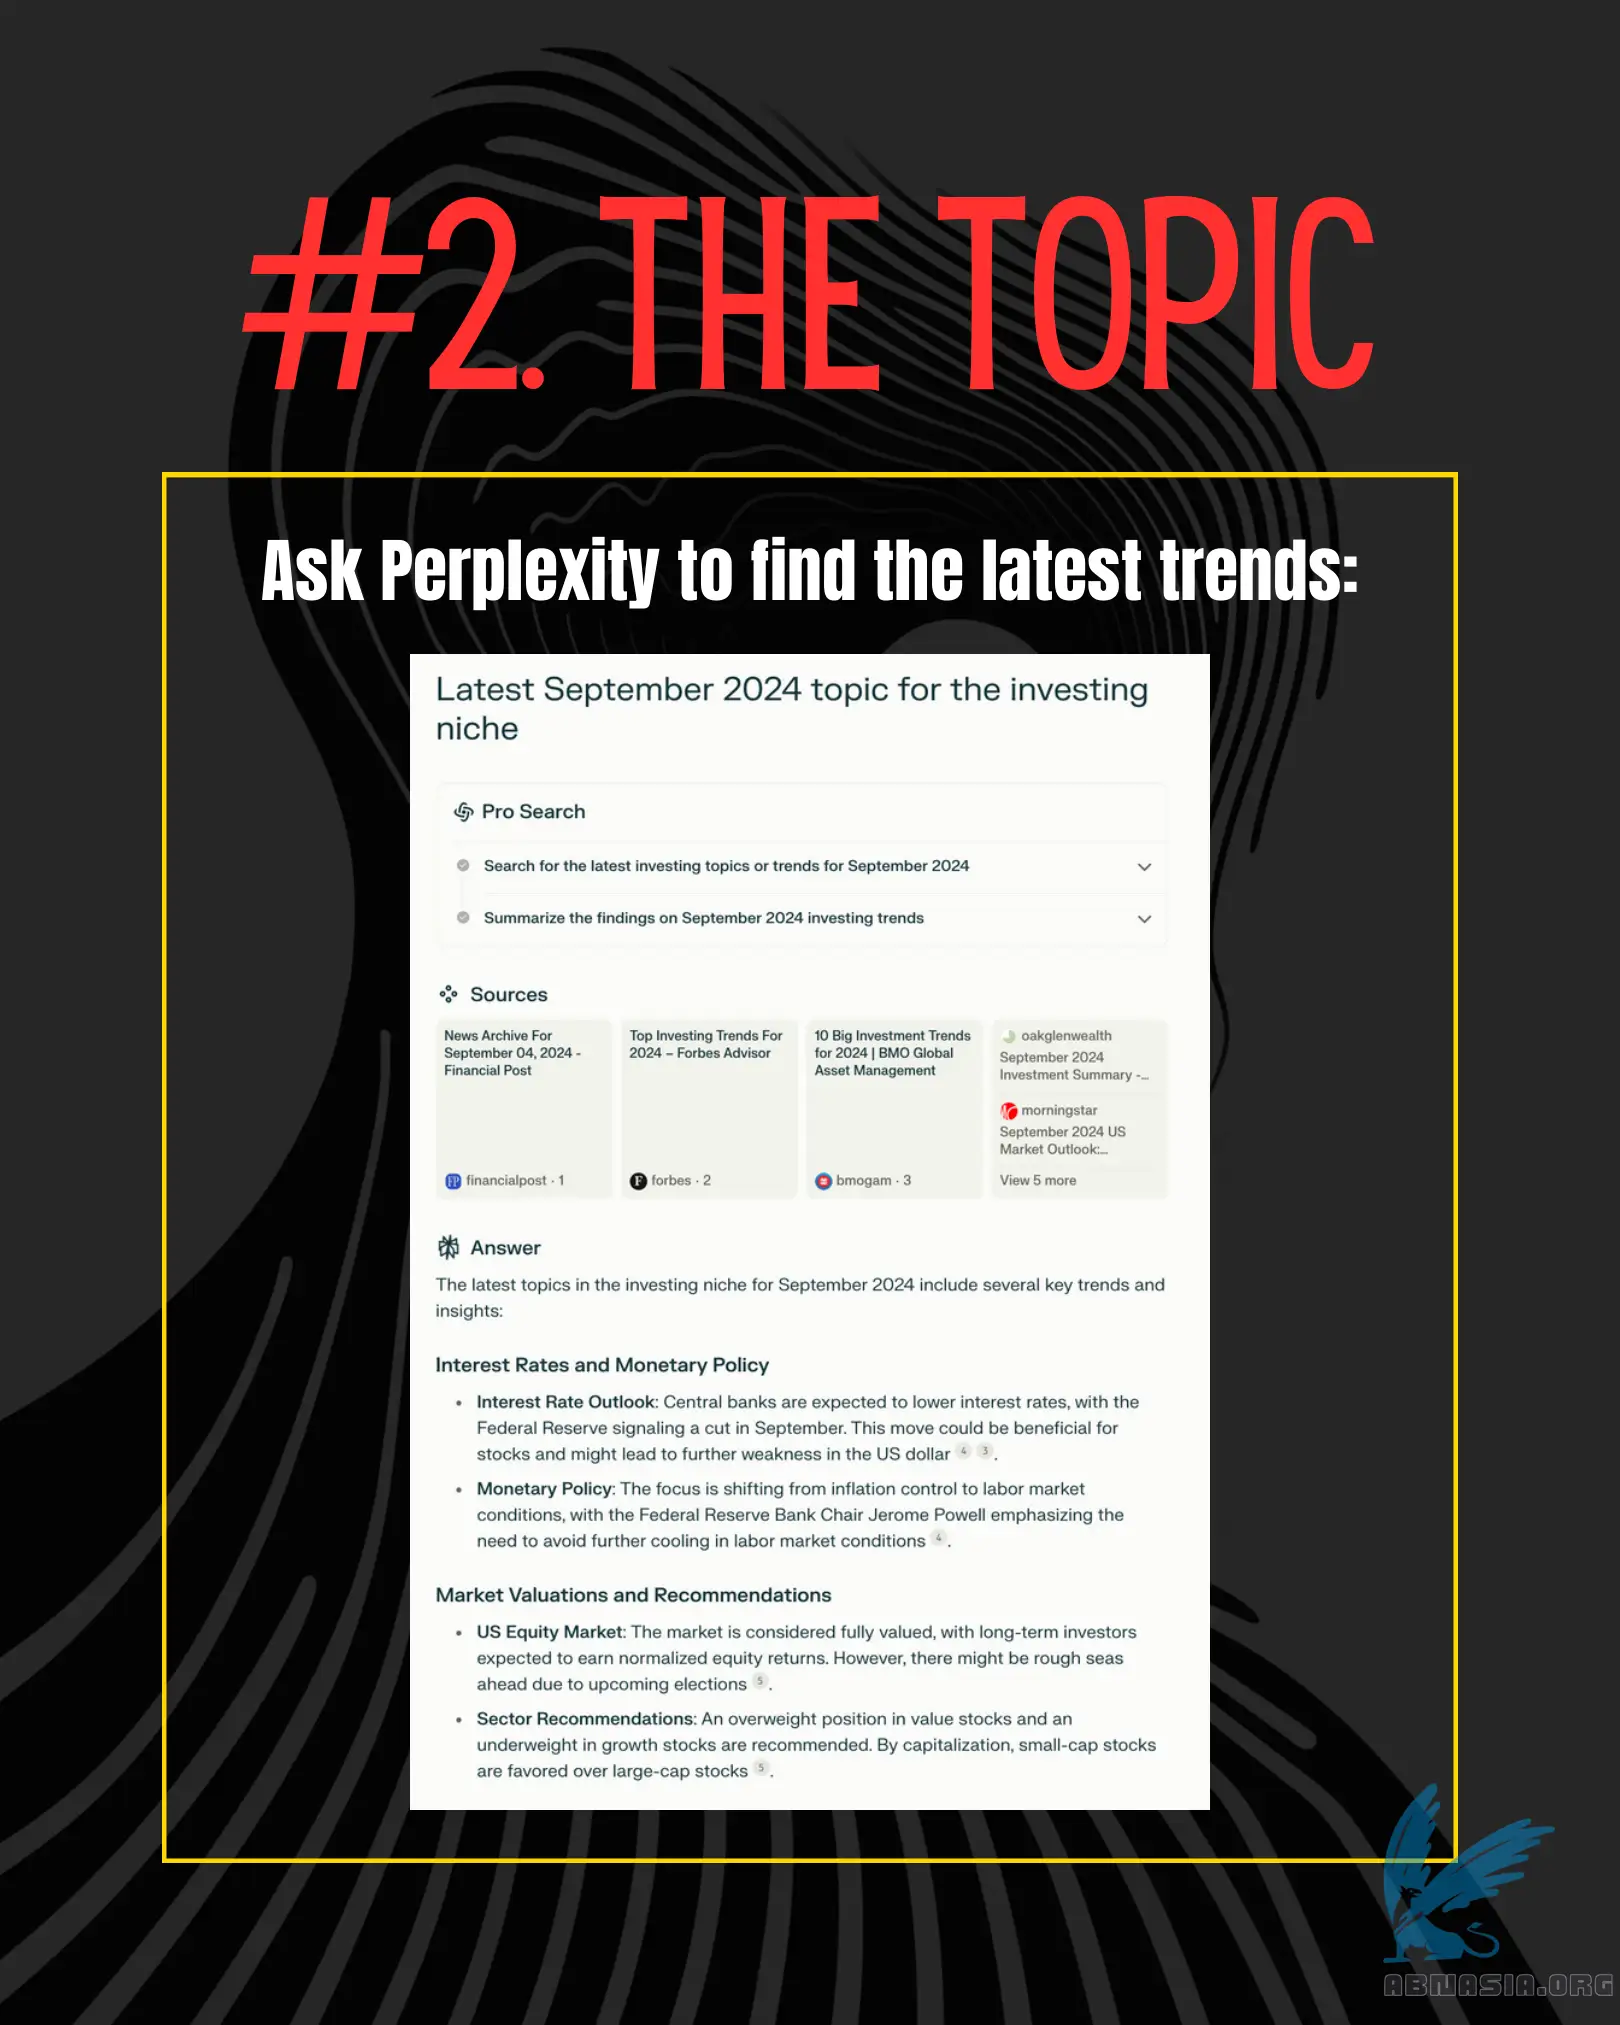 #2. THE TOPIC
Ask Perplexity to find the latest trends:
Latest September 2024 topic for the investing
niche
Pro Search
Search for the latest investing topics or trends for September 2024
Summarize the findings on September 2024 investing trends
Sources
News Archive For
September 04, 2024 -
Financial Post
financialpost · 1
Top Investing Trends For
2024 – Forbes Advisor
forbes · 2
10 Big Investment Trends
for 2024 | BMO Global
Asset Management
bmogam · 3
oakglenwealth
September 2024
Investment Summary -...
morningstar
September 2024 US
Market Outlook:...
View 5 more
Answer
The latest topics in the investing niche for September 2024 include several key trends and
insights:
Interest Rates and Monetary Policy
• Interest Rate Outlook: Central banks are expected to lower interest rates, with the
Federal Reserve signaling a cut in September. This move could be beneficial for
stocks and might lead to further weakness in the US dollar 4 3.
• Monetary Policy: The focus is shifting from inflation control to labor market
conditions, with the Federal Reserve Bank Chair Jerome Powell emphasizing the
need to avoid further cooling in labor market conditions 4.
Market Valuations and Recommendations
• US Equity Market: The market is considered fully valued, with long-term investors
expected to earn normalized equity returns. However, there might be rough seas
ahead due to upcoming elections 5.
• Sector Recommendations: An overweight position in value stocks and an
underweight in growth stocks are recommended. By capitalization, small-cap stocks
are favored over large-cap stocks 5.
ABNASIA.ORG